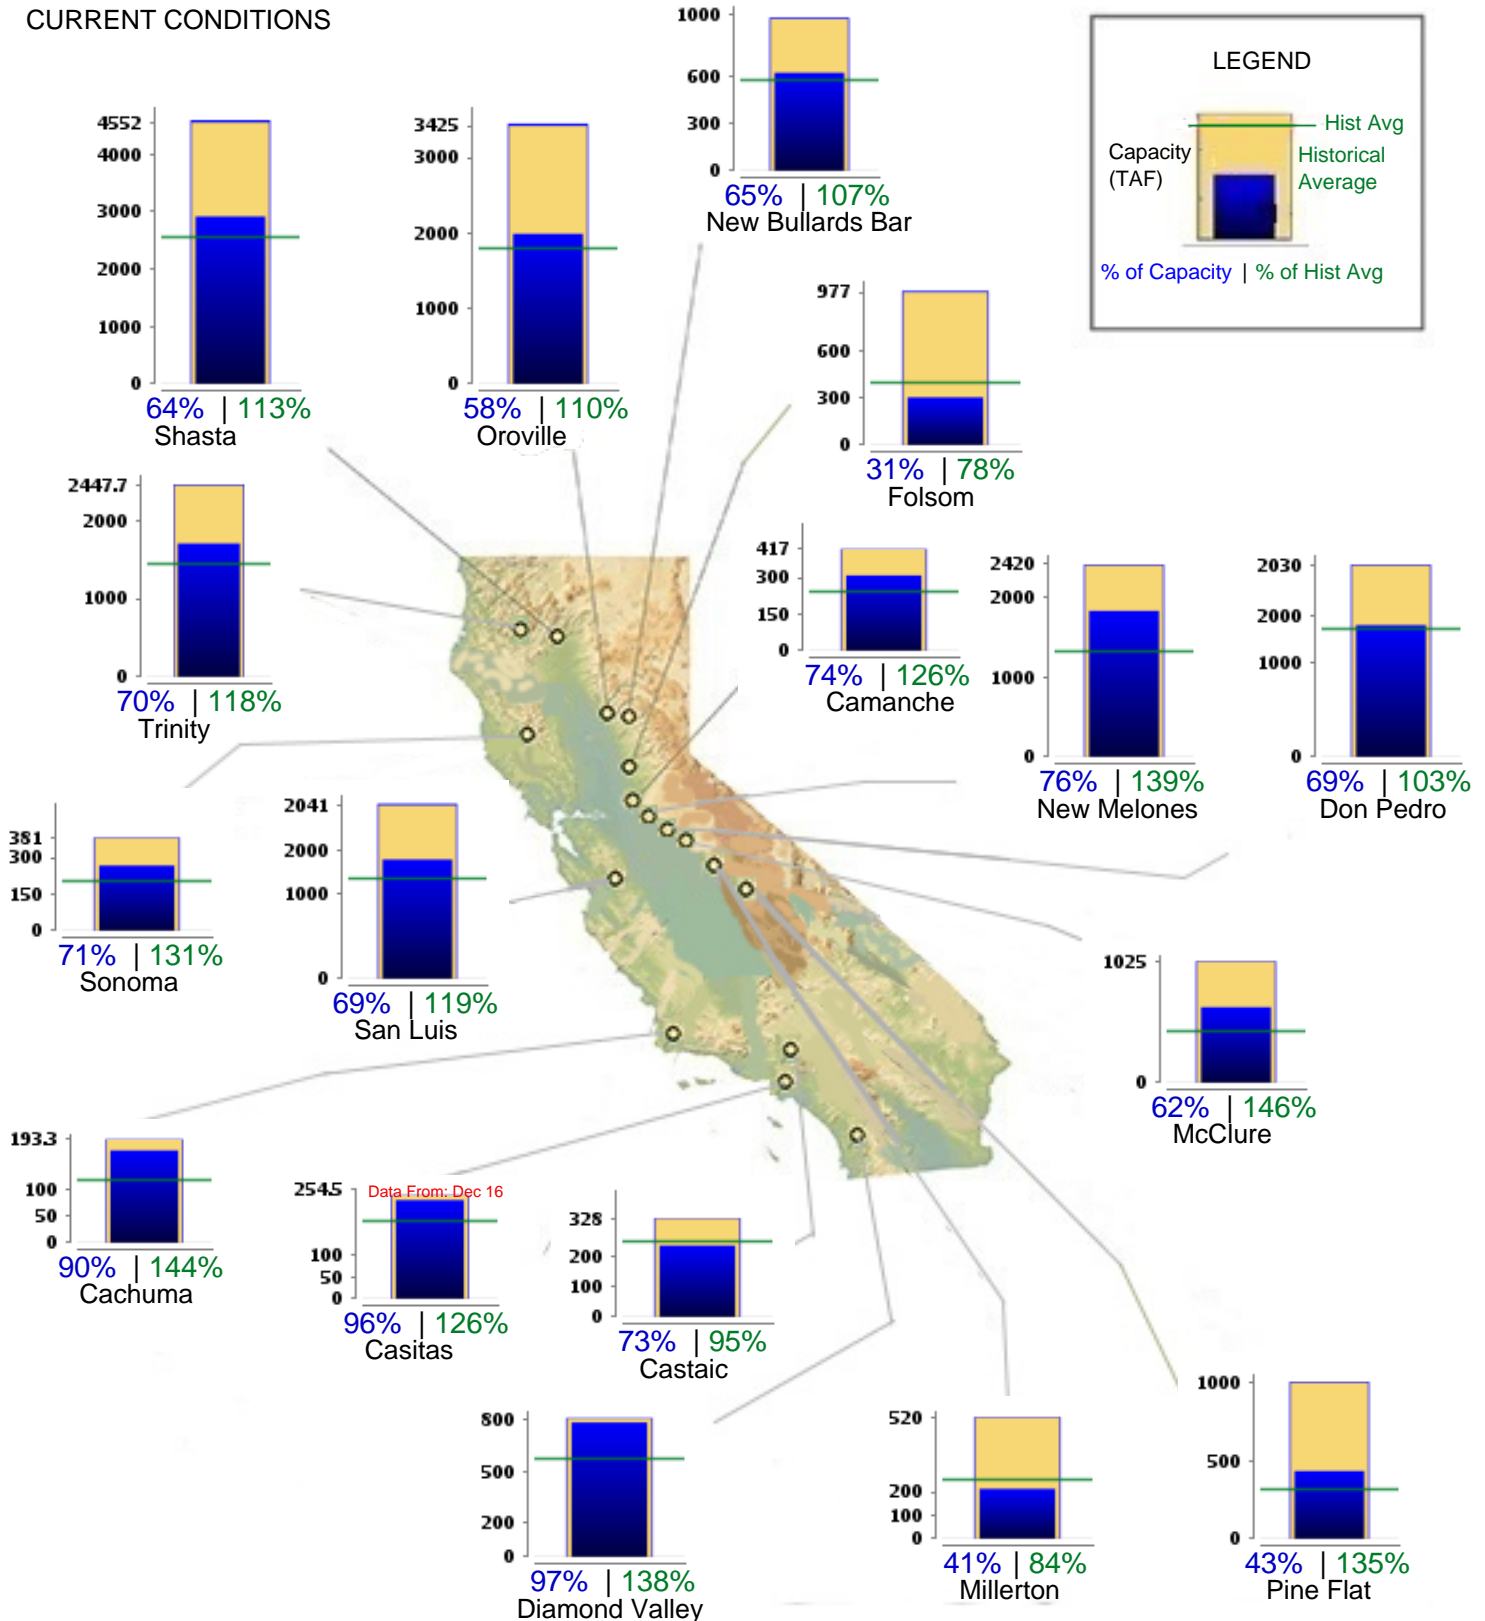 CURRENT CONDITIONS
1000
600
300
0
65% | 107%
New Bullards Bar
LEGEND
Hist Avg
Capacity
(TAF)
Historical
Average
% of Capacity | % of Hist Avg
4552
4000
3000
2000
1000
0
64% | 113%
Shasta
3425
3000
2000
1000
0
58% | 110%
Oroville
977
600
300
0
31% | 78%
Folsom
2447.7
2000
1000
0
70% | 118%
Trinity
417
300
150
0
74% | 126%
Camanche
2420
2000
1000
0
76% | 139%
New Melones
2030
2000
1000
0
69% | 103%
Don Pedro
381
300
150
0
71% | 131%
Sonoma
2041
2000
1000
0
69% | 119%
San Luis
1025
0
62% | 146%
McClure
193.3
100
50
0
90% | 144%
Cachuma
254.5
Data From: Dec 16
100
50
0
96% | 126%
Casitas
328
200
100
0
73% | 95%
Castaic
800
500
200
0
97% | 138%
Diamond Valley
520
200
100
0
41% | 84%
Millerton
1000
500
0
43% | 135%
Pine Flat